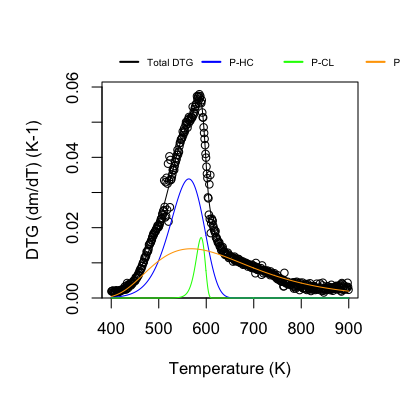 Total DTG P-HC P-CL P
0.06
0.04
0.02
0.00
DTG (dm/dT) (K-1)
400 500 600 700 800 900
Temperature (K)